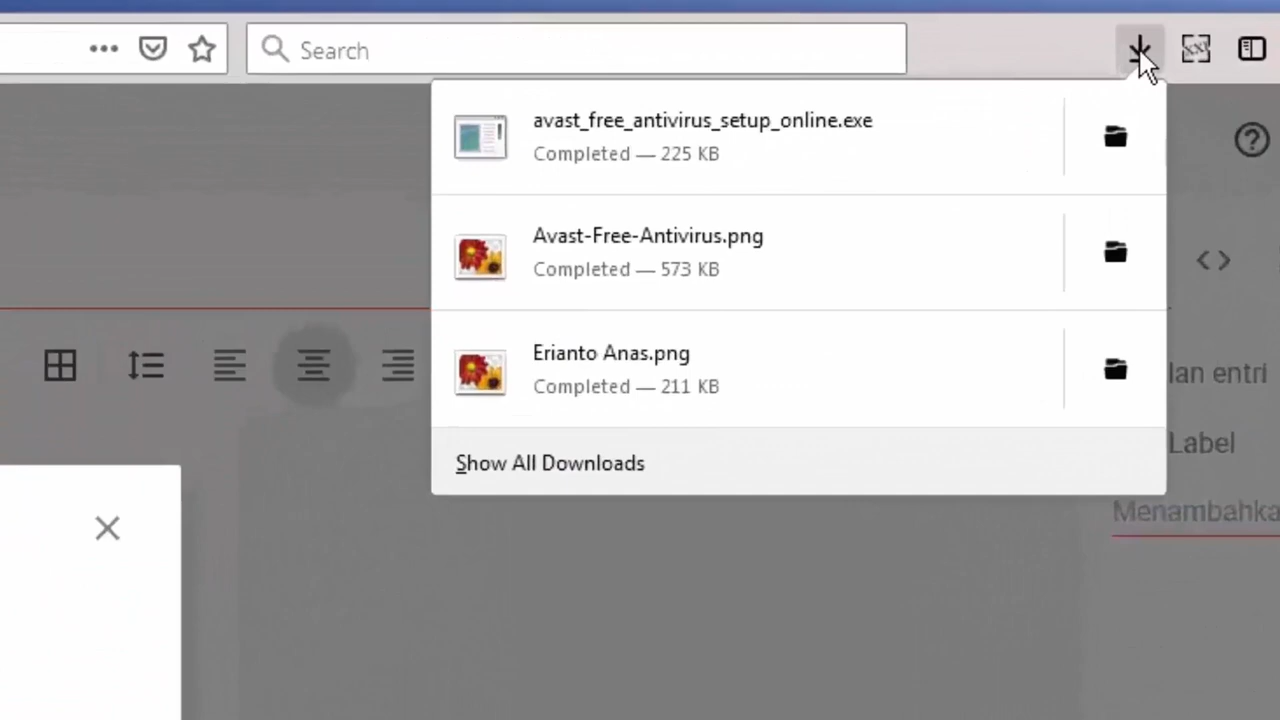 Search
avast_free_antivirus_setup_online.exe
Completed — 225 KB
Avast-Free-Antivirus.png
Completed — 573 KB
Erianto Anas.png
Completed — 211 KB
lan entri
Label
Show All Downloads
Menambahka